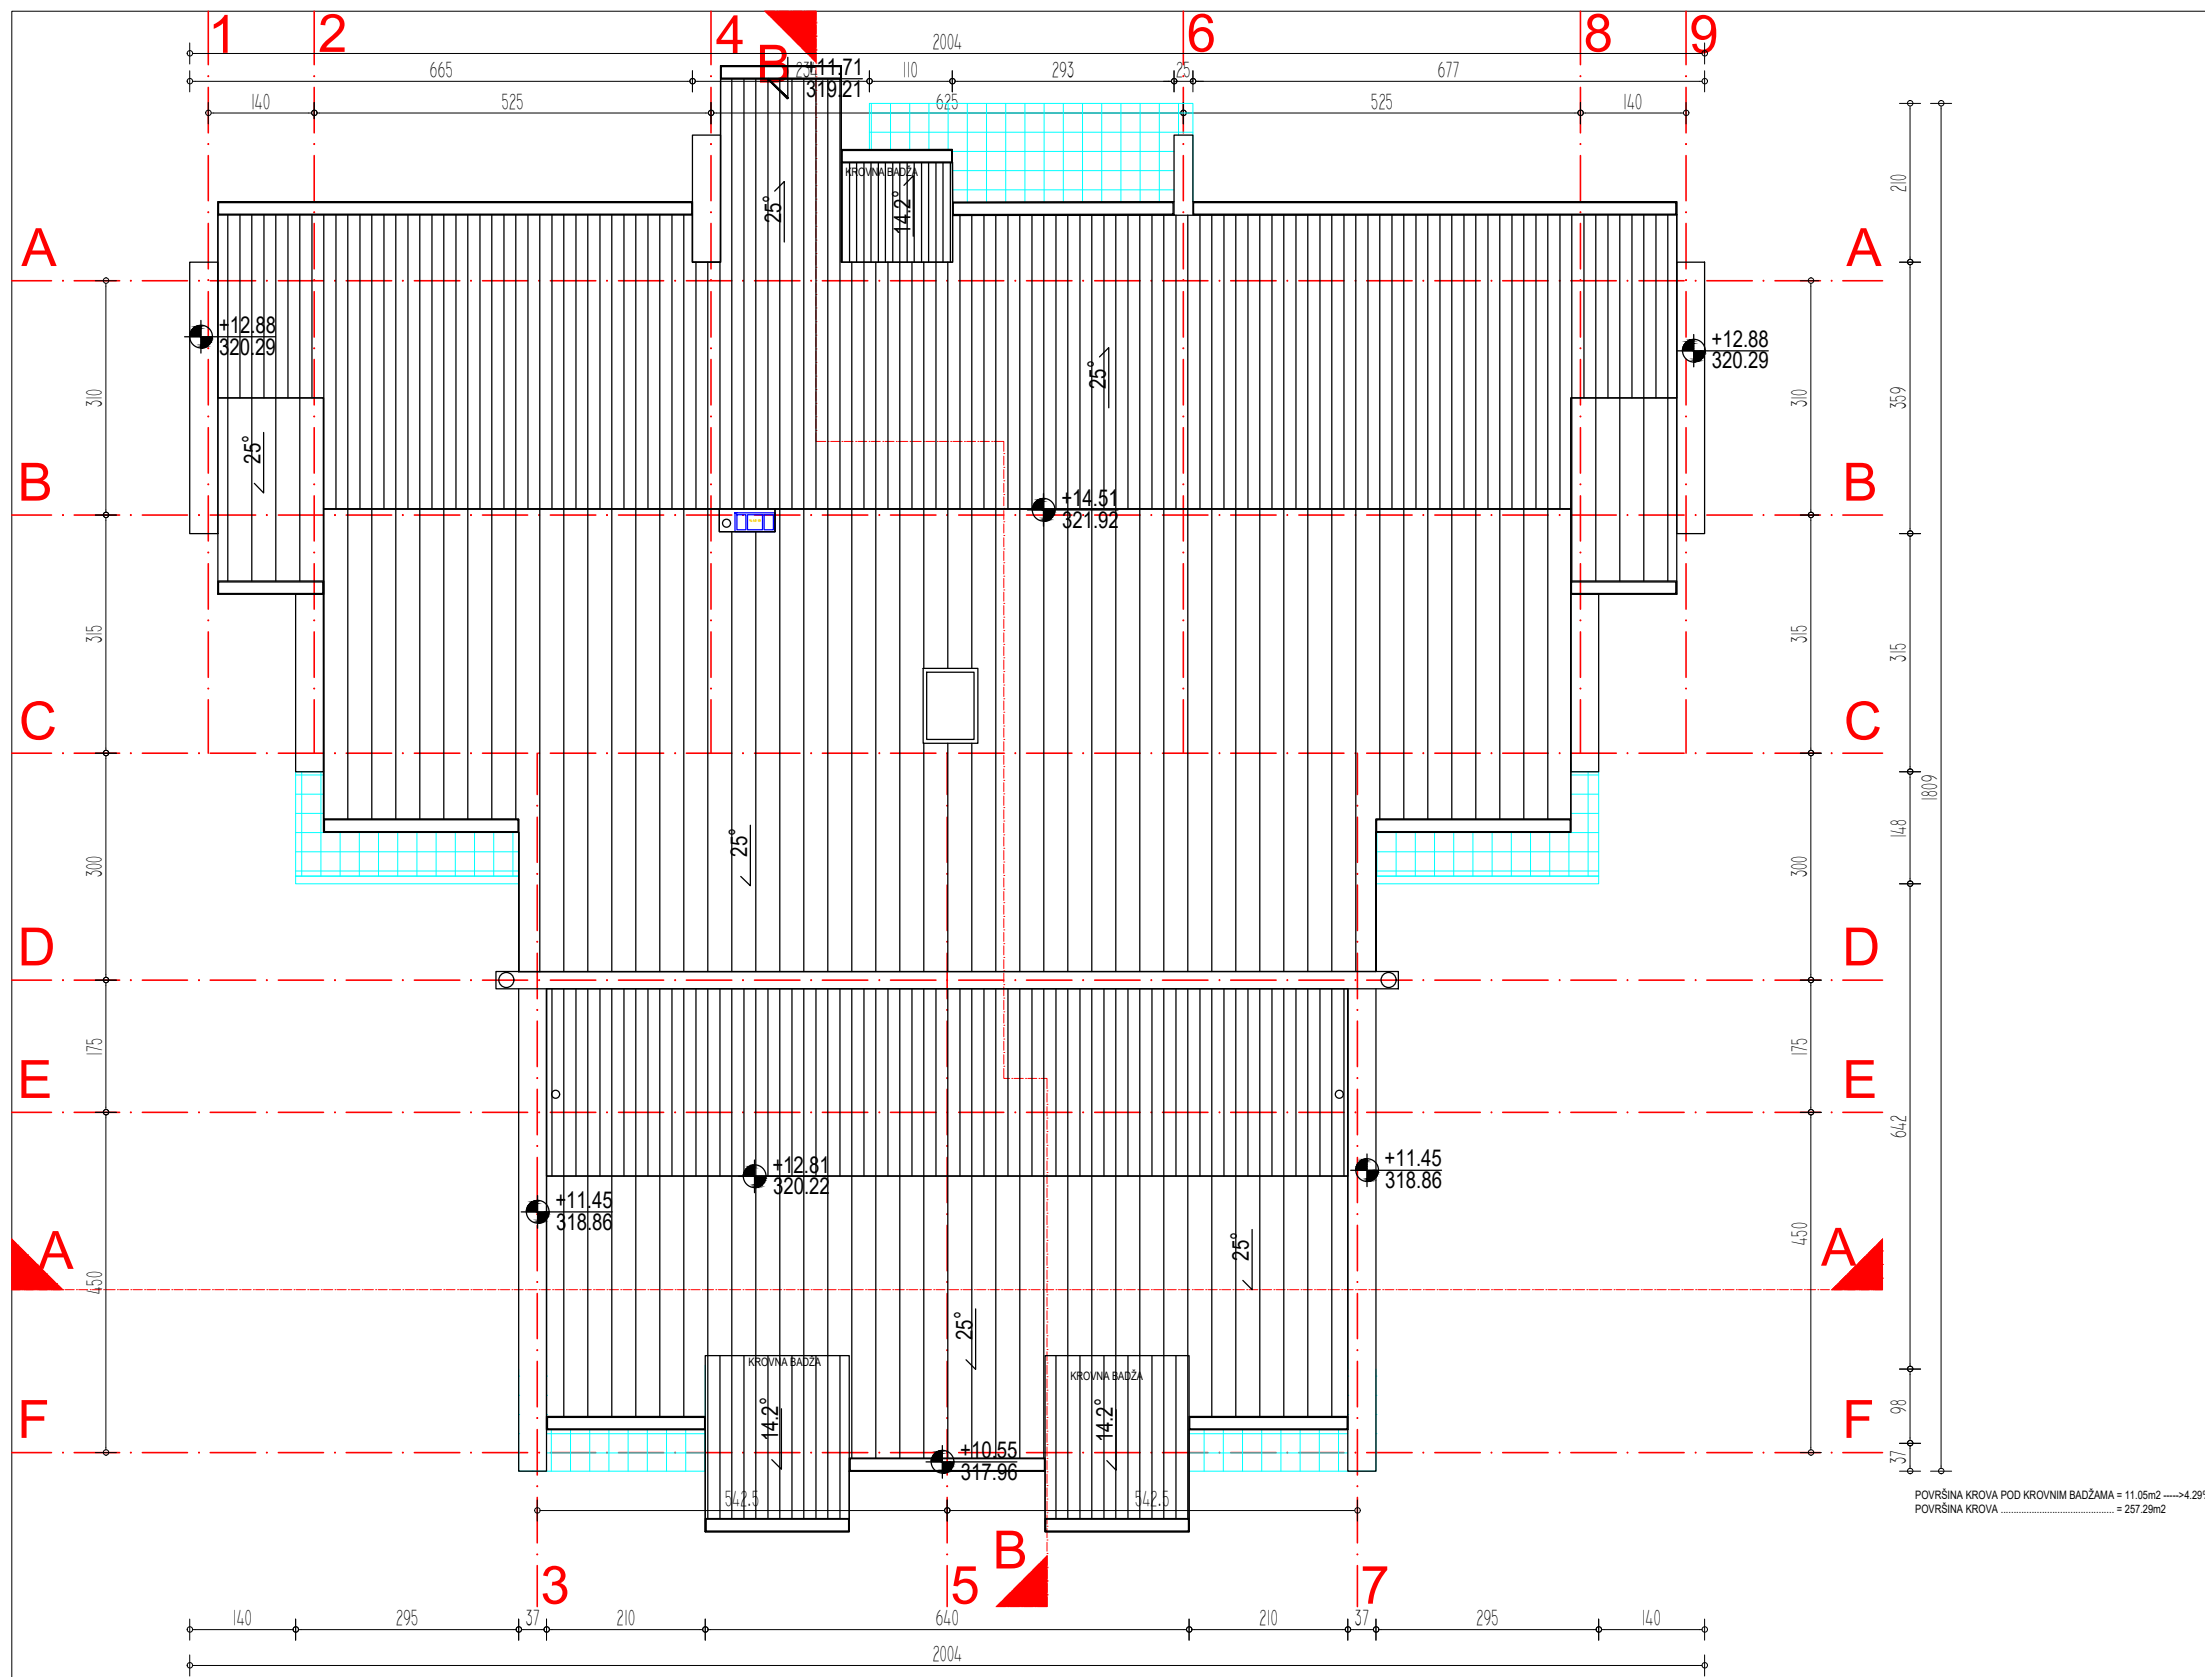 1 2 4 6 8 9
B
2004
665 110 293 25 677
+11.71
319.21
140 525 625 525 140
KROVNA BADŽA
25° 14.2°
210
A A
+12.88
320.29
+12.88
320.29
310 25° 310 359
25°
B B
+14.51
321.92
315 315 315
C C
1809
300 25° 300 148
D D
175 175
E E
642
+12.81
320.22
+11.45
318.86
+11.45
318.86
A A
450 25° 450
25°
KROVNA BADŽA
KROVNA BADŽA
14.2° 14.2°
F F
98
+10.55
317.96
37
542.5 542.5
POVRŠINA KROVA POD KROVNIM BADŽAMA = 11.05m2 ----->4.29
POVRŠINA KROVA ............................................. = 257.29m2
B
3 5 7
140 295 37 210 640 210 37 295 140
2004